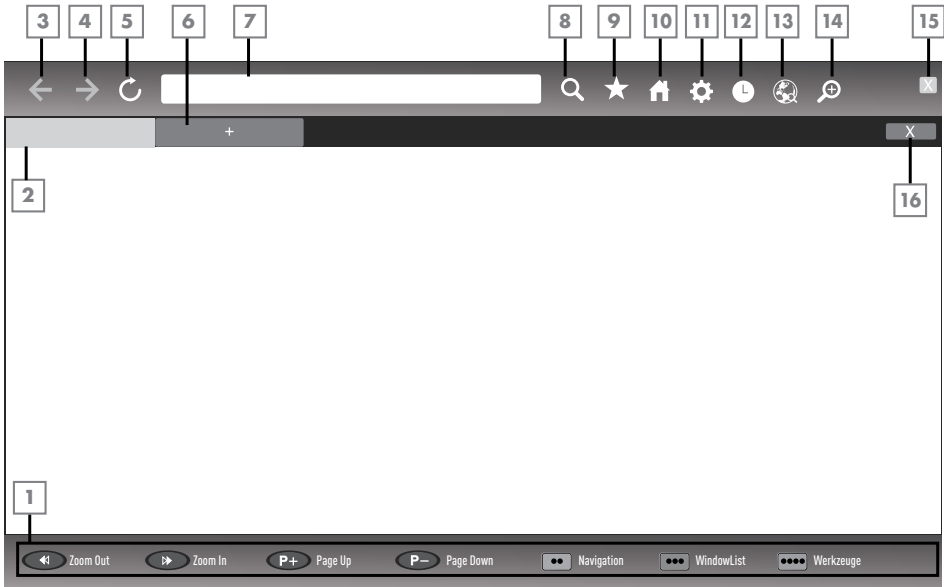 3 4 5 6 7 8 9 10 11 12 13 14 15
X
+ X
2 16
1
Zoom Out Zoom In P+ Page Up P− Page Down Navigation WindowList Werkzeuge